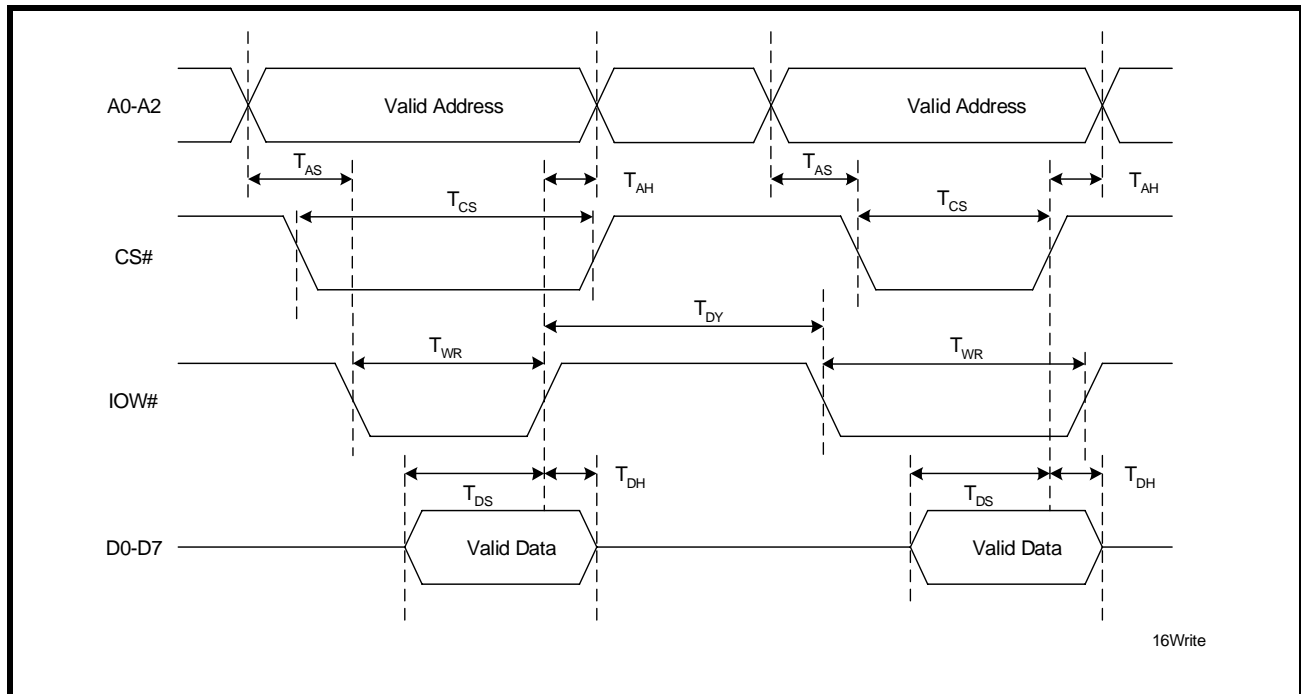 A0-A2
Valid Address
Valid Address
TAS
TAH
TAS
TAH
TCS
TCS
CS#
TDY
TWR
TWR
IOW#
TDS
TDH
TDS
TDH
D0-D7
Valid Data
Valid Data
16Write